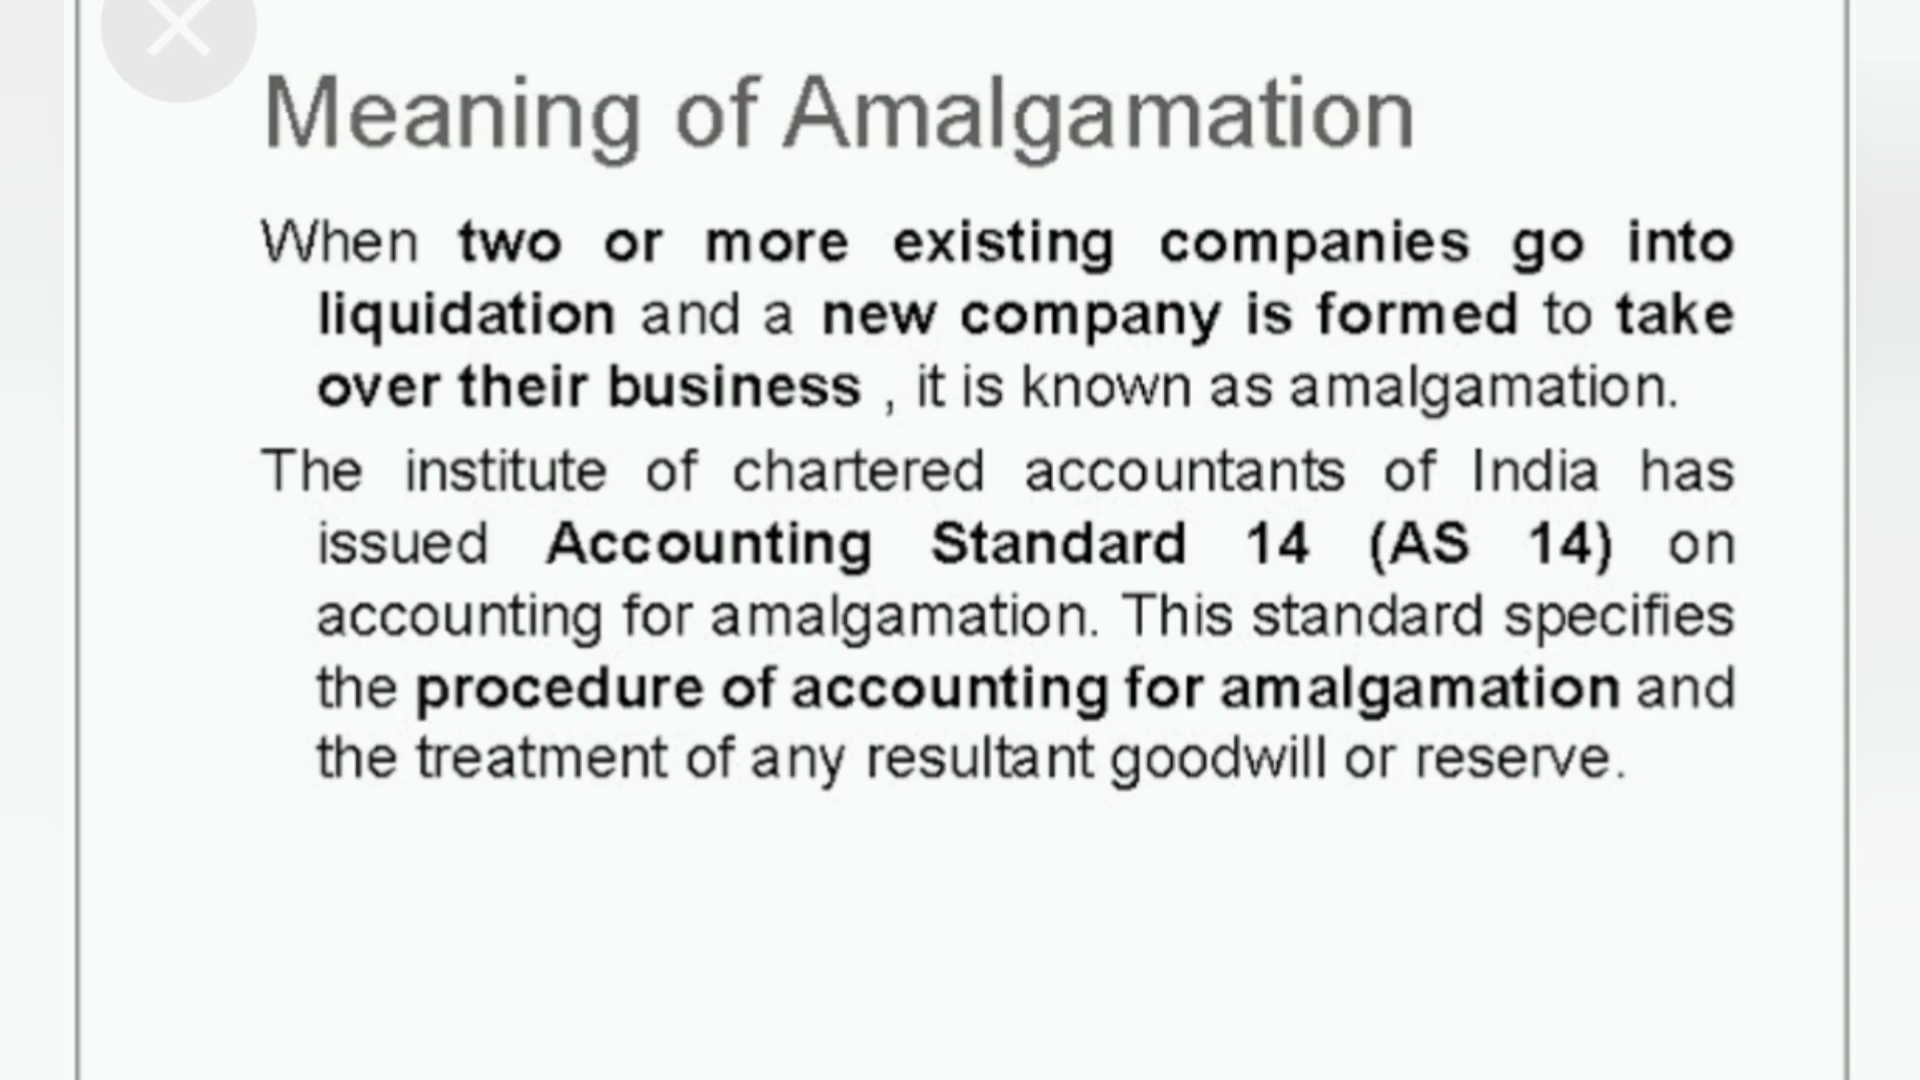 Meaning of Amalgamation
When two or more existing companies go into
liquidation and a new company is formed to take
over their business , it is known as amalgamation.
The institute of chartered accountants of India has
issued Accounting Standard 14 (AS 14) on
accounting for amalgamation. This standard specifies
the procedure of accounting for amalgamation and
the treatment of any resultant goodwill or reserve.